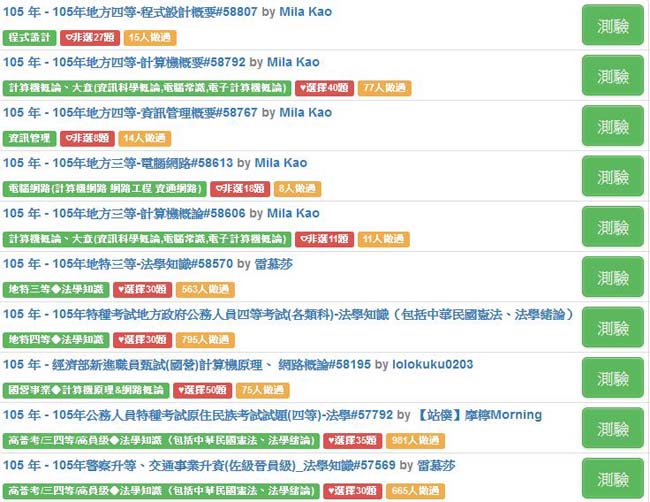 105 年 - 105年地方四等-程式設計概要#58807 by Mila Kao
測驗
程式設計 ♡非選27題 15人做過
105 年 - 105年地方四等-計算機概要#58792 by Mila Kao
測驗
計算機概論、大意(資訊科學概論,電腦常識,電子計算機概論) ♥選擇40題 77人做過
105 年 - 105年地方四等-資訊管理概要#58767 by Mila Kao
測驗
資訊管理 ♡非選8題 14人做過
105 年 - 105年地方三等-電腦網路#58613 by Mila Kao
測驗
電腦網路(計算機網路 網路工程 資通網路) ♡非選18題 8人做過
105 年 - 105年地方三等-計算機概論#58606 by Mila Kao
測驗
計算機概論、大意(資訊科學概論,電腦常識,電子計算機概論) ♡非選11題 11人做過
105 年 - 105年地特三等-法學知識#58570 by 雷慕莎
測驗
地特三等◆法學知識 ♥選擇30題 563人做過
105 年 - 105年特種考試地方政府公務人員四等考試(各類科)-法學知識（包括中華民國憲法、法學緒論）
測驗
地特四等◆法學知識 ♥選擇30題 795人做過
105 年 - 經濟部新進職員甄試(國營)計算機原理、 網路概論#58195 by lolokuku0203
測驗
國營事業◆計算機原理&網路概論 ♥選擇50題 75人做過
105 年 - 105年公務人員特種考試原住民族考試試題(四等)-法學#57792 by 【站僕】摩檸Morning
測驗
高普考/三四等/高員級◆法學知識（包括中華民國憲法、法學緒論) ♥選擇35題 981人做過
105 年 - 105年警察升等、交通事業升資(佐級晉員級)_法學知識#57569 by 雷慕莎
測驗
高普考/三四等/高員級◆法學知識（包括中華民國憲法、法學緒論) ♥選擇30題 665人做過